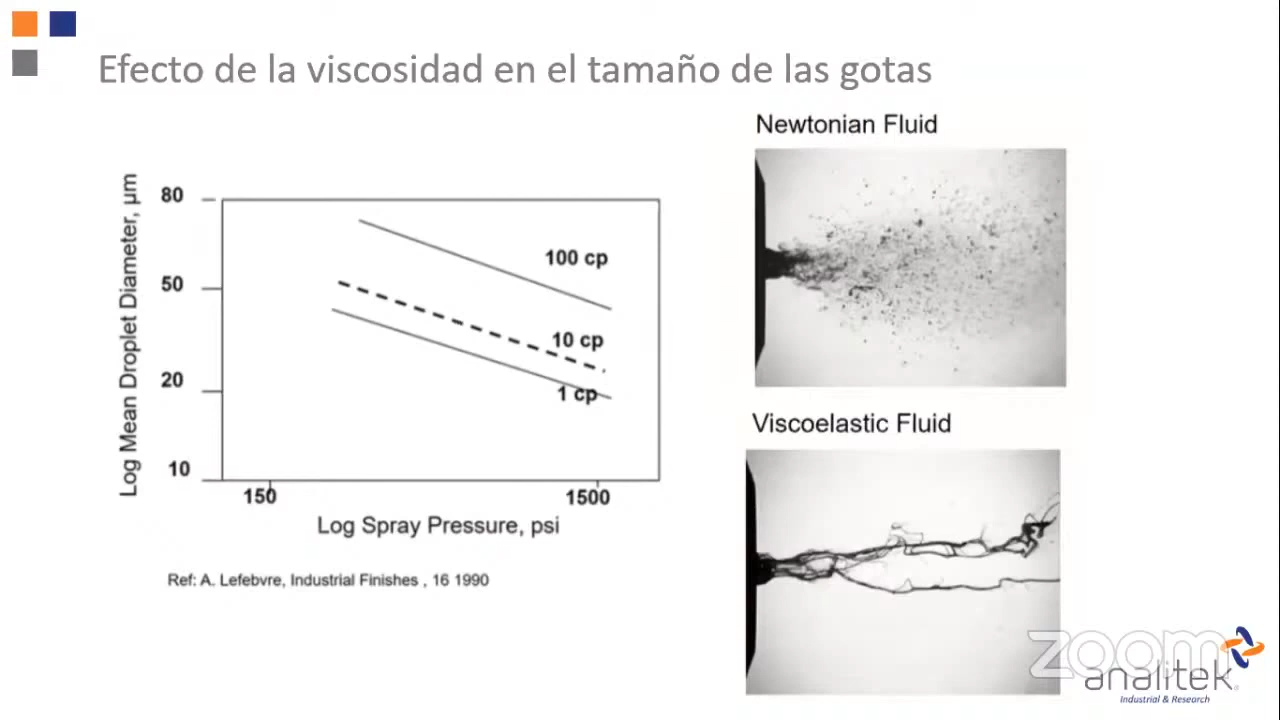 Efecto de la viscosidad en el tamaño de las gotas
Log Mean Droplet Diameter, µm
80
50
20
10
100 cp
10 cp
1 cp
150
1500
Log Spray Pressure, psi
Ref: A. Lefebvre, Industrial Finishes , 16 1990
Newtonian Fluid
Viscoelastic Fluid
zoom
analitek
Industrial & Research